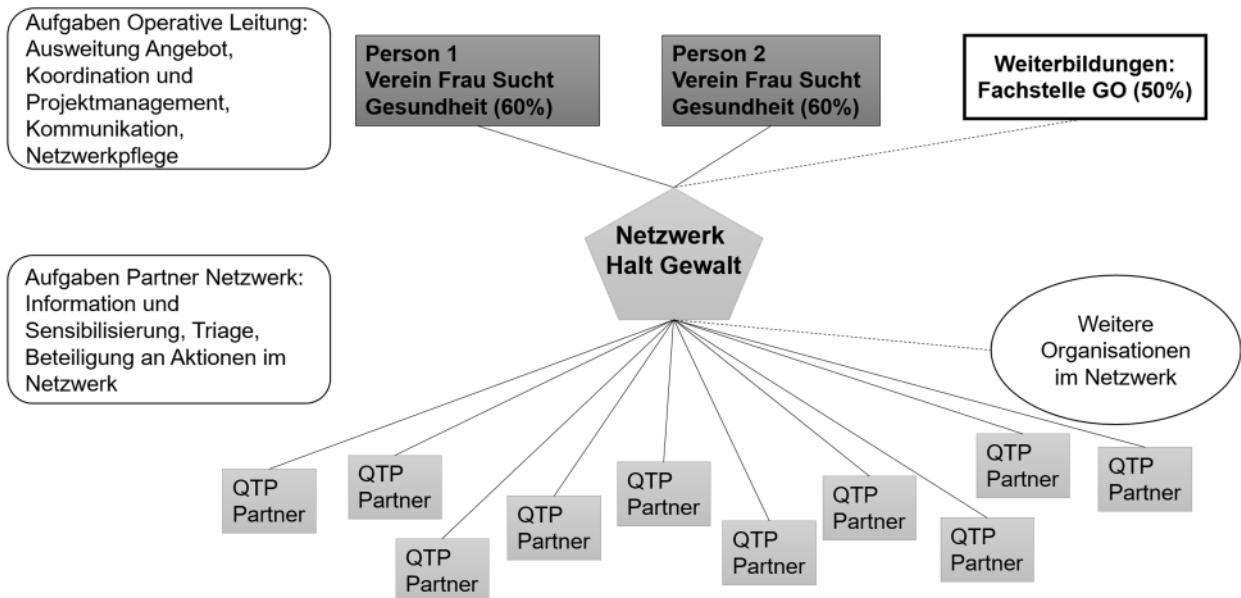 Aufgaben Operative Leitung:
Ausweitung Angebot,
Koordination und
Projektmanagement,
Kommunikation,
Netzwerkpflege
Person 1
Verein Frau Sucht
Gesundheit (60%)
Person 2
Verein Frau Sucht
Gesundheit (60%)
Weiterbildungen:
Fachstelle GO (50%)
Netzwerk
Halt Gewalt
Aufgaben Partner Netzwerk:
Information und
Sensibilisierung, Triage,
Beteiligung an Aktionen im
Netzwerk
Weitere
Organisationen
im Netzwerk
QTP
Partner
QTP
Partner
QTP
Partner
QTP
Partner
QTP
Partner
QTP
Partner
QTP
Partner
QTP
Partner
QTP
Partner
QTP
Partner